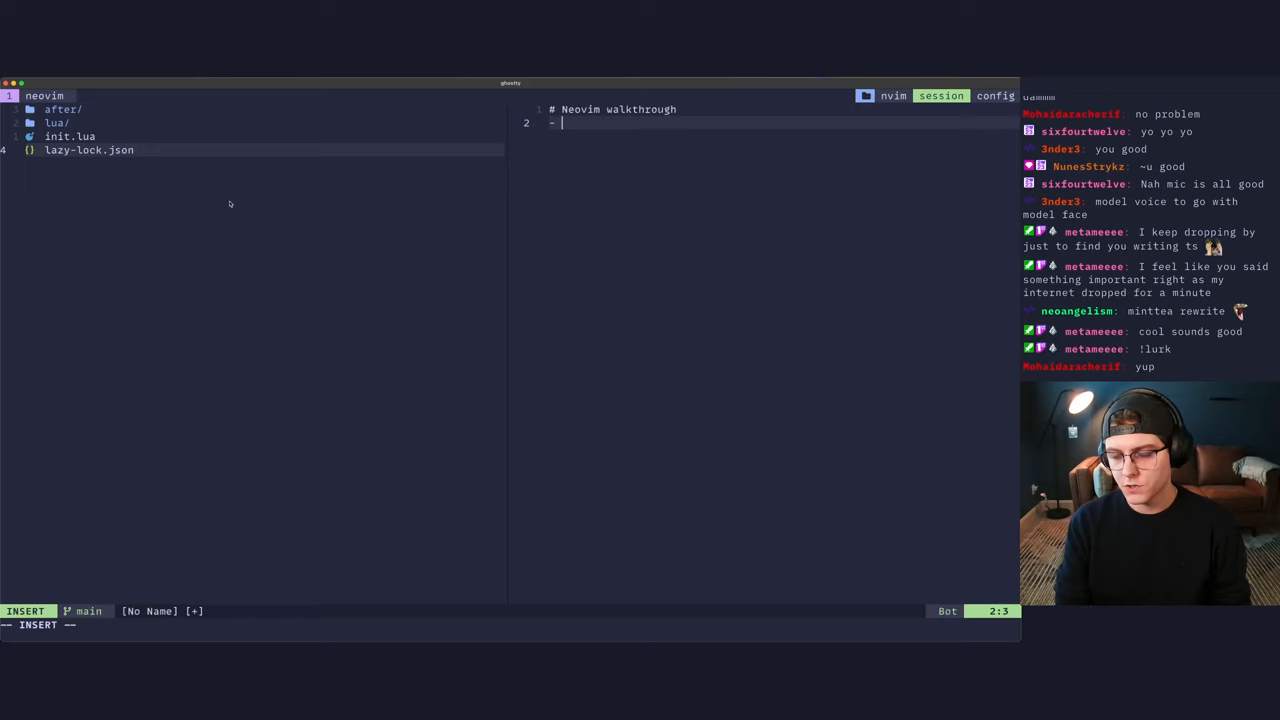 ghostty
1 neovim
nvim session config
3 after/
2 lua/
1 init.lua
4 {} lazy-lock.json
1 # Neovim walkthrough
2 -
INSERT main [No Name] [+] Bot 2:3
-- INSERT --
Mohaidaracherif: no problem
sixfourtwelve: yo yo yo
3nder3: you good
NunesStrykz: ~u good
sixfourtwelve: Nah mic is all good
3nder3: model voice to go with
model face
metameeee: I keep dropping by
just to find you writing ts
metameeee: I feel like you said
something important right as my
internet dropped for a minute
neoangelism: minttea rewrite
metameeee: cool sounds good
metameeee: !lurk
Mohaidaracherif: yup